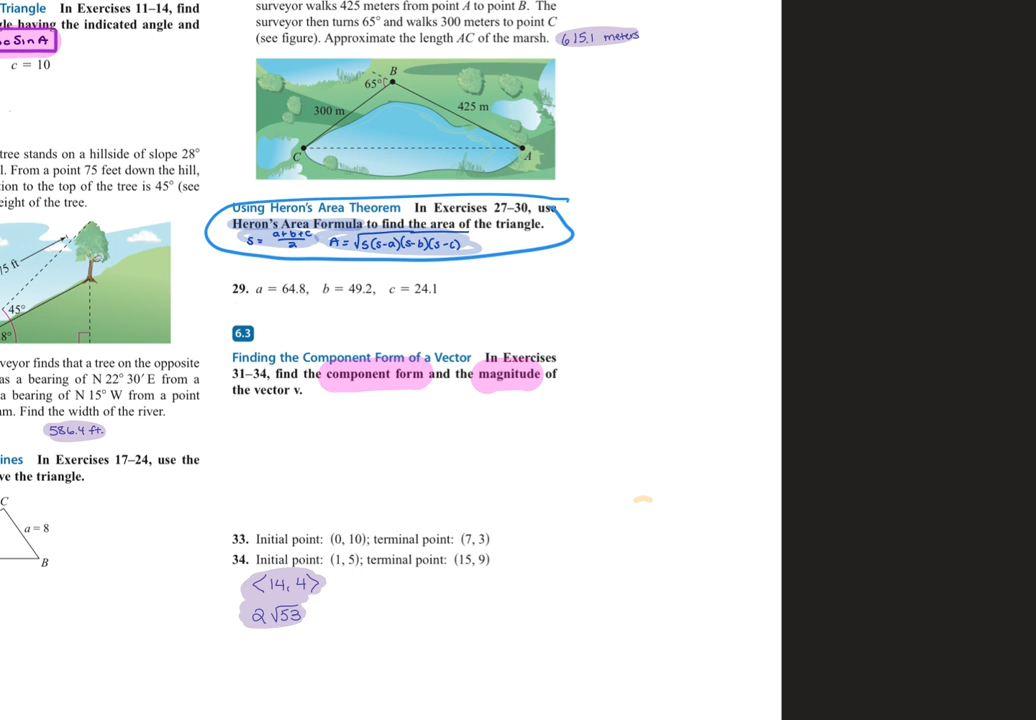 Triangle In Exercises 11–14, find
gle having the indicated angle and
bc Sin A
c = 10
tree stands on a hillside of slope 28°
l. From a point 75 feet down the hill,
tion to the top of the tree is 45° (see
eight of the tree.
75 ft
45°
8°
veyor finds that a tree on the opposite
as a bearing of N 22° 30′ E from a
a bearing of N 15° W from a point
am. Find the width of the river.
586.4 ft.
ines In Exercises 17–24, use the
ve the triangle.
C
a = 8
B
surveyor walks 425 meters from point A to point B. The
surveyor then turns 65° and walks 300 meters to point C
(see figure). Approximate the length AC of the marsh. 615.1 meters
B
65°
300 m
425 m
C
A
Using Heron's Area Theorem In Exercises 27–30, use
Heron's Area Formula to find the area of the triangle.
s = a+b+c/2 A = √s(s-a)(s-b)(s-c)
29. a = 64.8, b = 49.2, c = 24.1
6.3
Finding the Component Form of a Vector In Exercises
31–34, find the component form and the magnitude of
the vector v.
33. Initial point: (0, 10); terminal point: (7, 3)
34. Initial point: (1, 5); terminal point: (15, 9)
<14, 4>
2√53